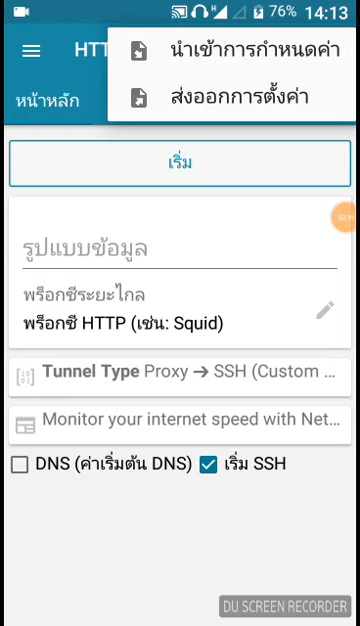 H
76%
14:13
HTT
นำเข้าการกำหนดค่า
ส่งออกการตั้งค่า
หน้าหลัก
เริ่ม
รูปแบบข้อมูล
พร็อกซีระยะไกล
พร็อกซี HTTP (เช่น: Squid)
Tunnel Type Proxy ➔ SSH (Custom ...
Monitor your internet speed with Net...
DNS (ค่าเริ่มต้น DNS)
เริ่ม SSH
DU SCREEN RECORDER